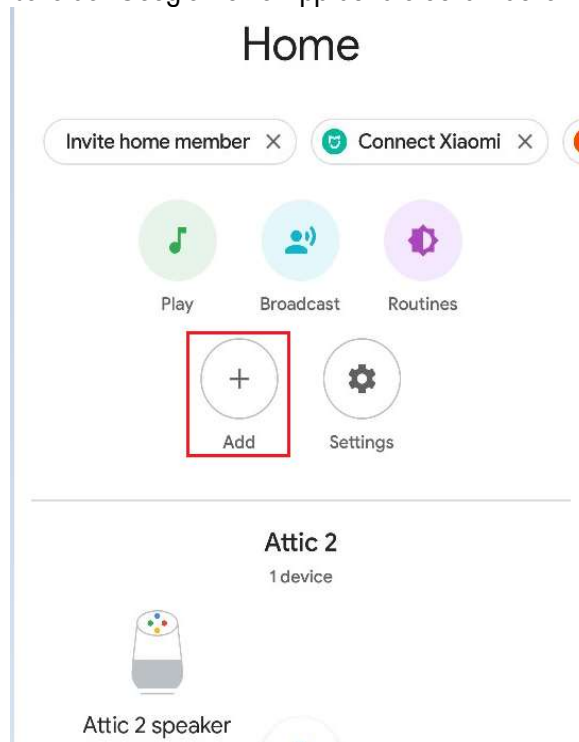 Home
Invite home member ×
Connect Xiaomi ×
Play Broadcast Routines
+
Add Settings
Attic 2
1 device
Attic 2 speaker